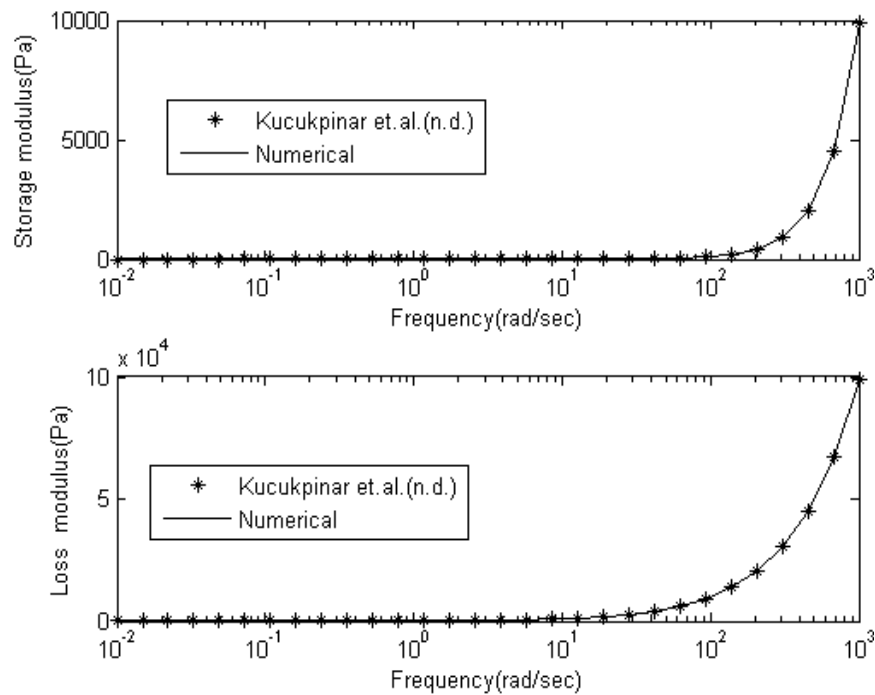 10000
5000
0
Storage modulus(Pa)
Kucukpinar et.al.(n.d.)
Numerical
10^-2 10^-1 10^0 10^1 10^2 10^3
Frequency(rad/sec)
x 10^4
10
5
0
Loss modulus(Pa)
Kucukpinar et.al.(n.d.)
Numerical
10^-2 10^-1 10^0 10^1 10^2 10^3
Frequency(rad/sec)